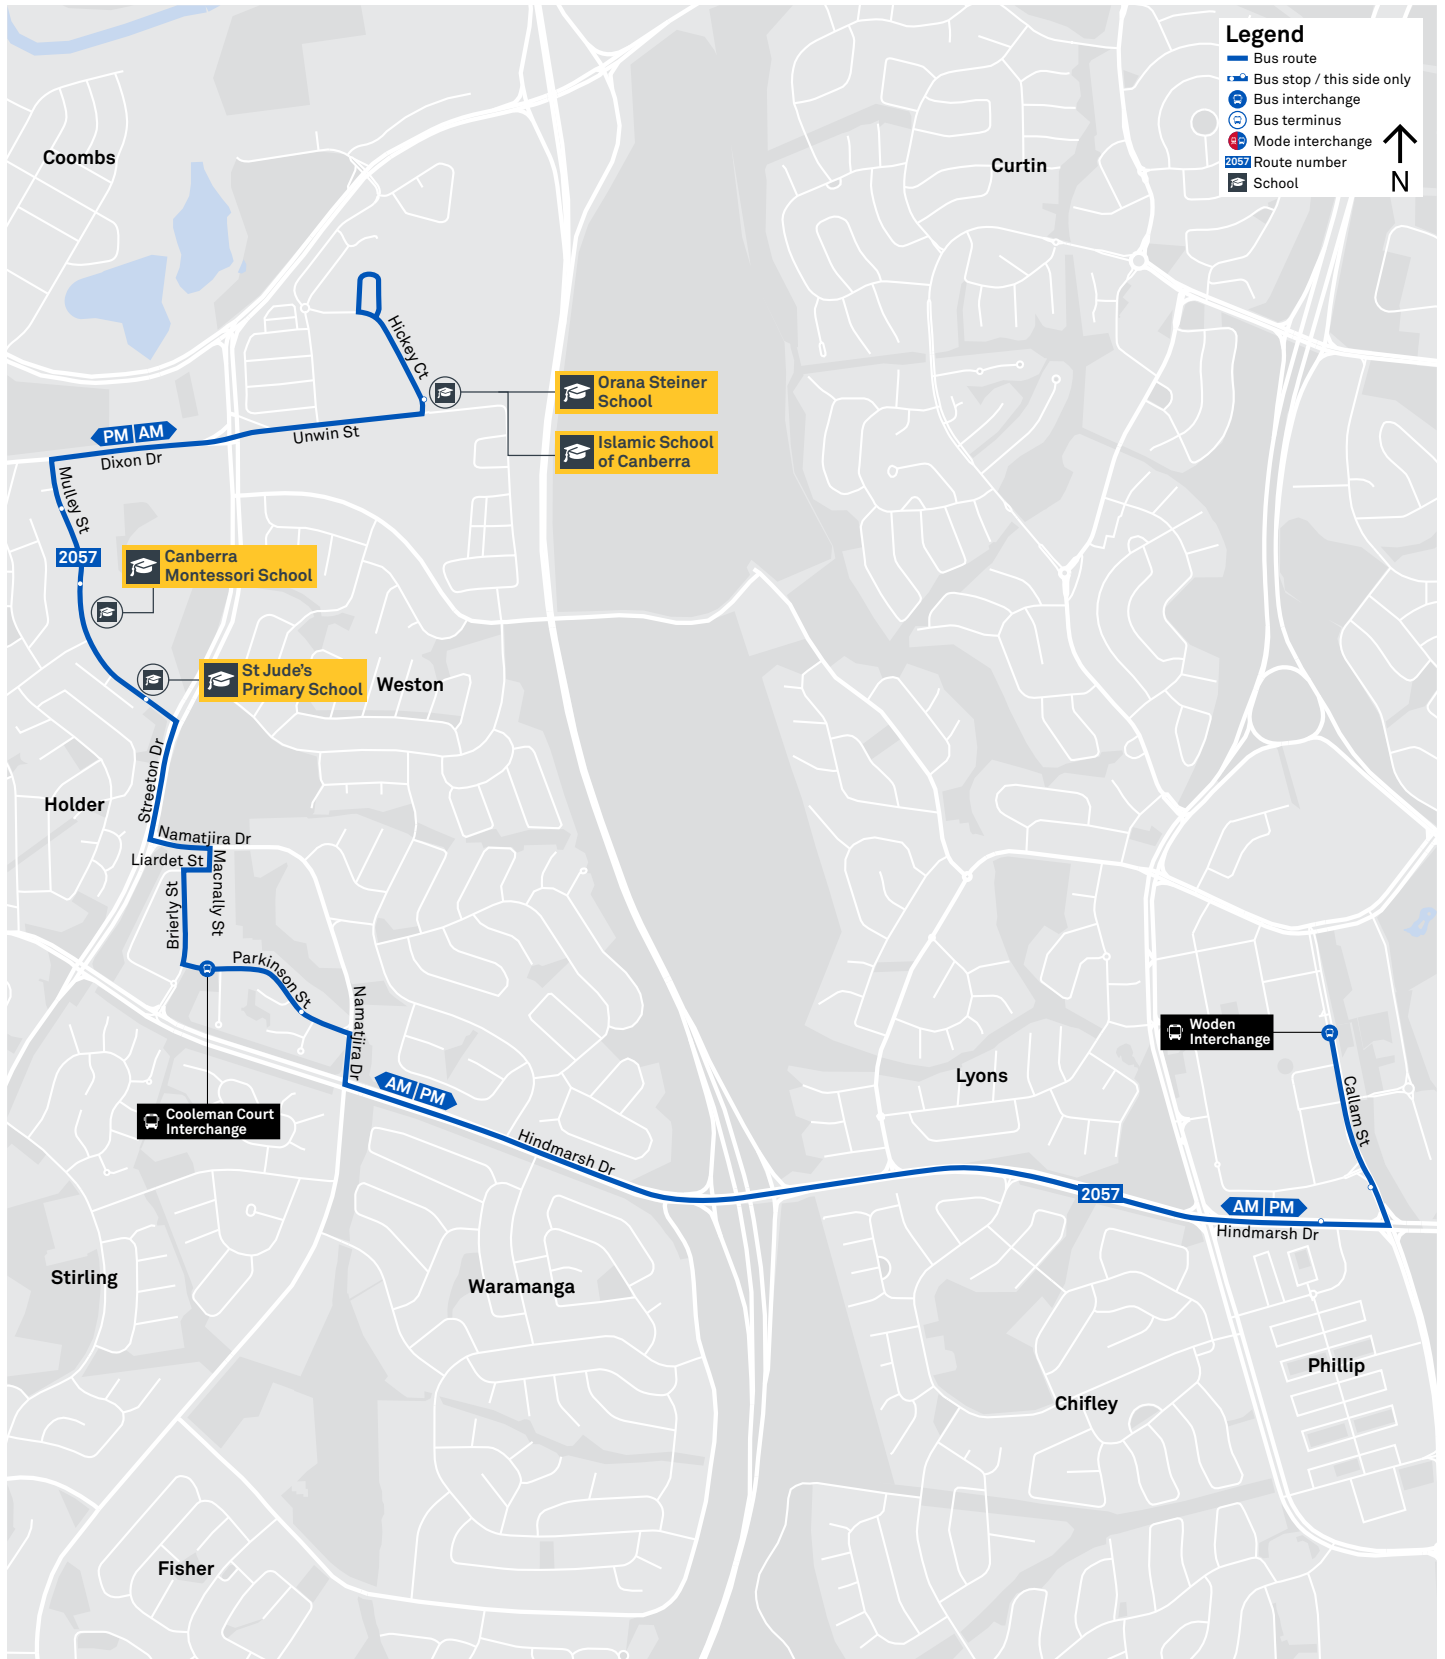 Legend
Bus route
Bus stop / this side only
Bus interchange
Bus terminus
Mode interchange
2057 Route number
School
N
Coombs
Curtin
Hickey Ct
Orana Steiner
School
Islamic School
of Canberra
PM AM
Unwin St
Dixon Dr
Mulley St
2057
Canberra
Montessori School
St Jude's
Primary School
Weston
Streeton Dr
Holder
Namatjira Dr
Liardet St
Macnally St
Brierly St
Parkinson St
Namatjira Dr
Woden
Interchange
Lyons
Callam St
AM PM
Cooleman Court
Interchange
Hindmarsh Dr
2057
AM PM
Hindmarsh Dr
Stirling
Waramanga
Phillip
Chifley
Fisher